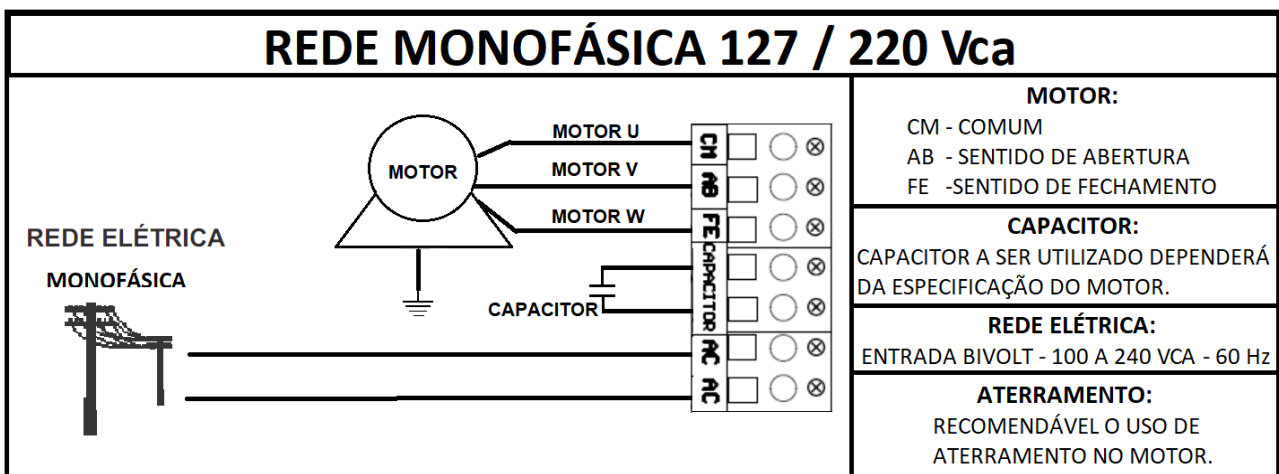 REDE MONOFÁSICA 127 / 220 Vca
REDE ELÉTRICA
MONOFÁSICA
MOTOR
MOTOR U
MOTOR V
MOTOR W
CAPACITOR
CM
AB
FE
CAPACITOR
AC
AC
MOTOR:
CM - COMUM
AB - SENTIDO DE ABERTURA
FE -SENTIDO DE FECHAMENTO
CAPACITOR:
CAPACITOR A SER UTILIZADO DEPENDERÁ
DA ESPECIFICAÇÃO DO MOTOR.
REDE ELÉTRICA:
ENTRADA BIVOLT - 100 A 240 VCA - 60 Hz
ATERRAMENTO:
RECOMENDÁVEL O USO DE
ATERRAMENTO NO MOTOR.